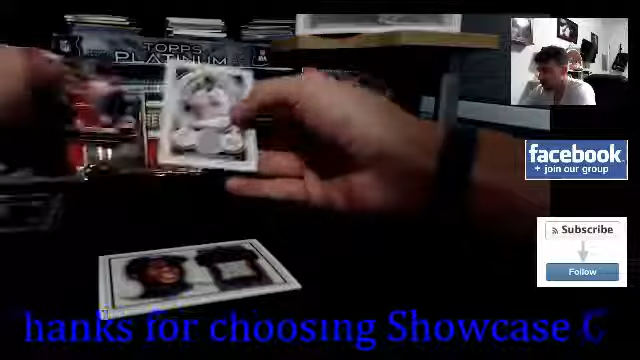 TOPPS
PLATINUM
facebook
+ join our group
Subscribe
Follow
hanks for choosing Showcase C